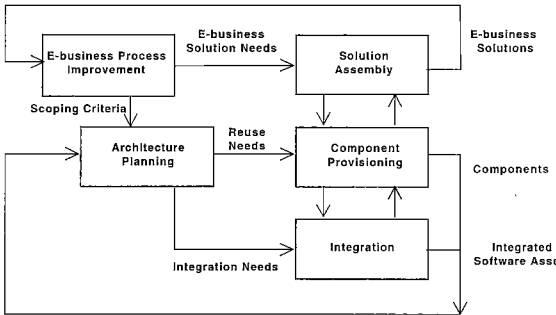 E-business Process
Improvement
E-business
Solution Needs
Solution
Assembly
E-business
Solutions
Scoping Criteria
Architecture
Planning
Reuse
Needs
Component
Provisioning
Components
Integration Needs
Integration
Integrated
Software Asse